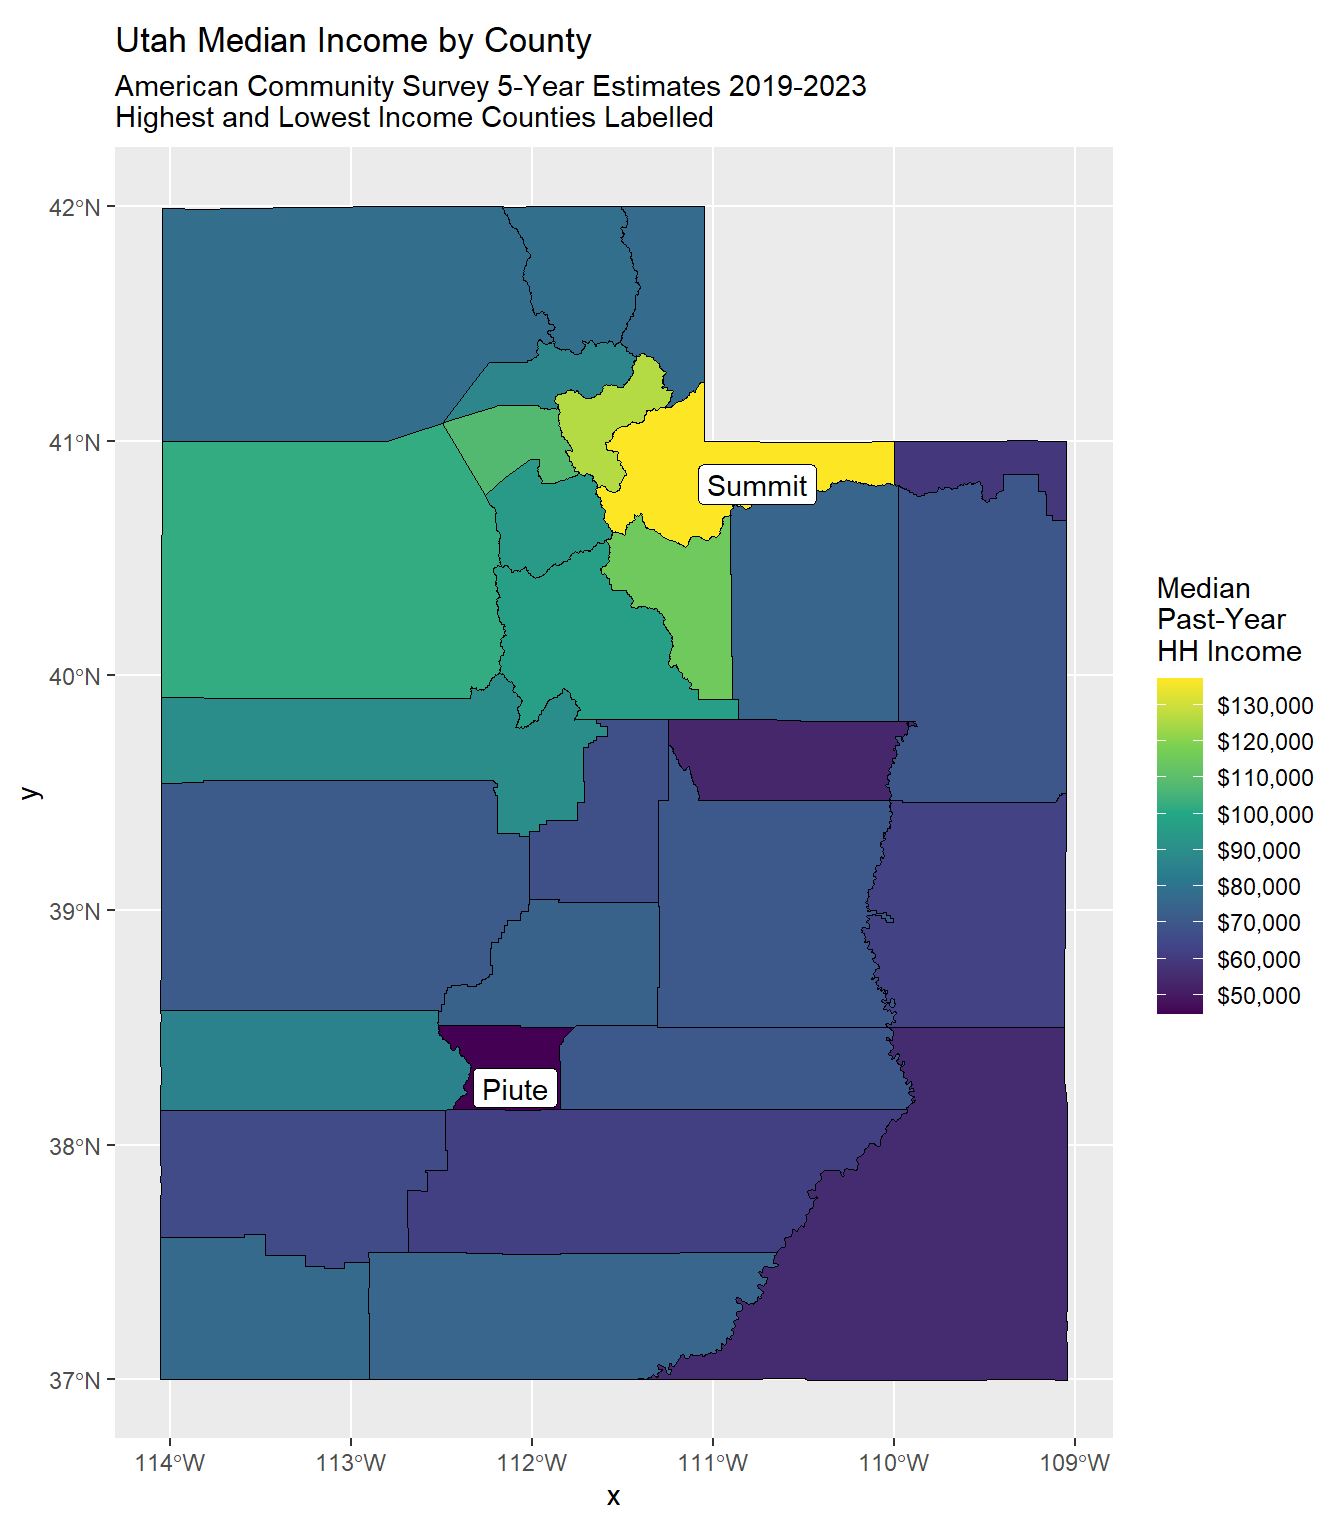 Utah Median Income by County
American Community Survey 5-Year Estimates 2019-2023
Highest and Lowest Income Counties Labelled
42°N
41°N
40°N
39°N
38°N
37°N
y
Summit
Piute
114°W
113°W
112°W
111°W
110°W
109°W
x
Median
Past-Year
HH Income
$130,000
$120,000
$110,000
$100,000
$90,000
$80,000
$70,000
$60,000
$50,000